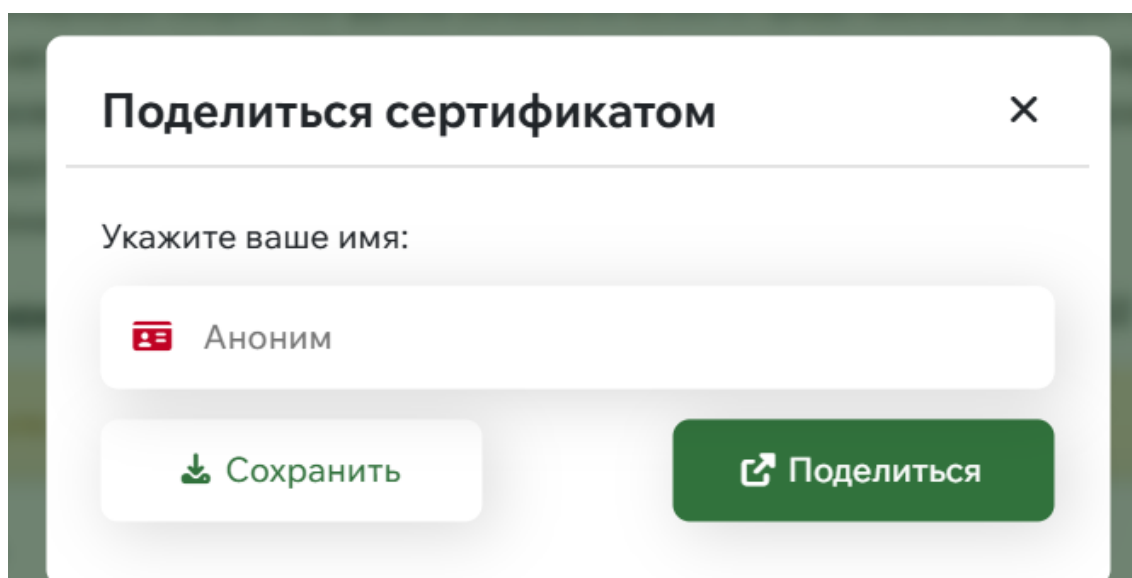 Поделиться сертификатом
Укажите ваше имя:
Аноним
Сохранить
Поделиться